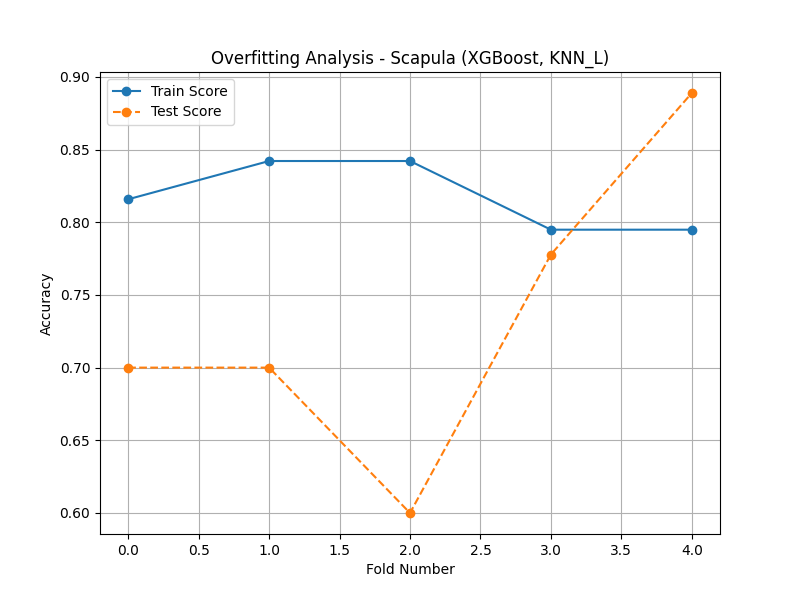 Overfitting Analysis - Scapula (XGBoost, KNN_L)
Train Score
Test Score
0.90
0.85
0.80
0.75
0.70
0.65
0.60
Accuracy
0.0 0.5 1.0 1.5 2.0 2.5 3.0 3.5 4.0
Fold Number